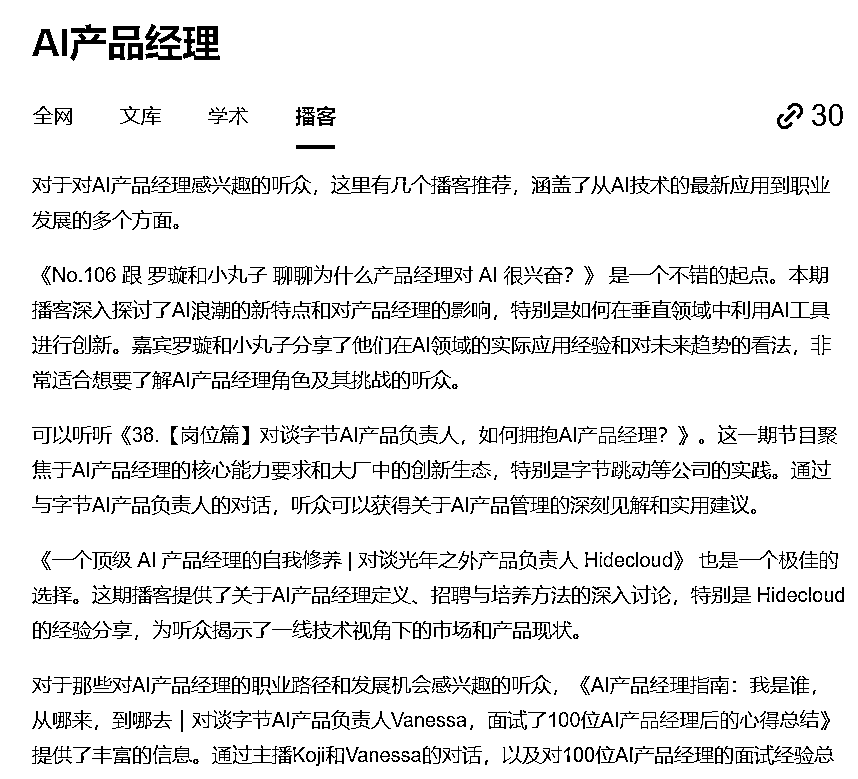 AI产品经理
全网 文库 学术 播客 30
对于对AI产品经理感兴趣的听众，这里有几个播客推荐，涵盖了从AI技术的最新应用到职业
发展的多个方面。
《No.106 跟 罗璇和小丸子 聊聊为什么产品经理对 AI 很兴奋？》 是一个不错的起点。本期
播客深入探讨了AI浪潮的新特点和对产品经理的影响，特别是如何在垂直领域中利用AI工具
进行创新。嘉宾罗璇和小丸子分享了他们在AI领域的实际应用经验和对未来趋势的看法，非
常适合想要了解AI产品经理角色及其挑战的听众。
可以听听《38.【岗位篇】对谈字节AI产品负责人，如何拥抱AI产品经理？》。这一期节目聚
焦于AI产品经理的核心能力要求和大厂中的创新生态，特别是字节跳动等公司的实践。通过
与字节AI产品负责人的对话，听众可以获得关于AI产品管理的深刻见解和实用建议。
《一个顶级 AI 产品经理的自我修养 | 对谈光年之外产品负责人 Hidecloud》 也是一个极佳的
选择。这期播客提供了关于AI产品经理定义、招聘与培养方法的深入讨论，特别是 Hidecloud
的经验分享，为听众揭示了一线技术视角下的市场和产品现状。
对于那些对AI产品经理的职业路径和发展机会感兴趣的听众，《AI产品经理指南：我是谁，
从哪来，到哪去 | 对谈字节AI产品负责人Vanessa，面试了100位AI产品经理后的心得总结》
提供了丰富的信息。通过主播Koji和Vanessa的对话，以及对100位AI产品经理的面试经验总